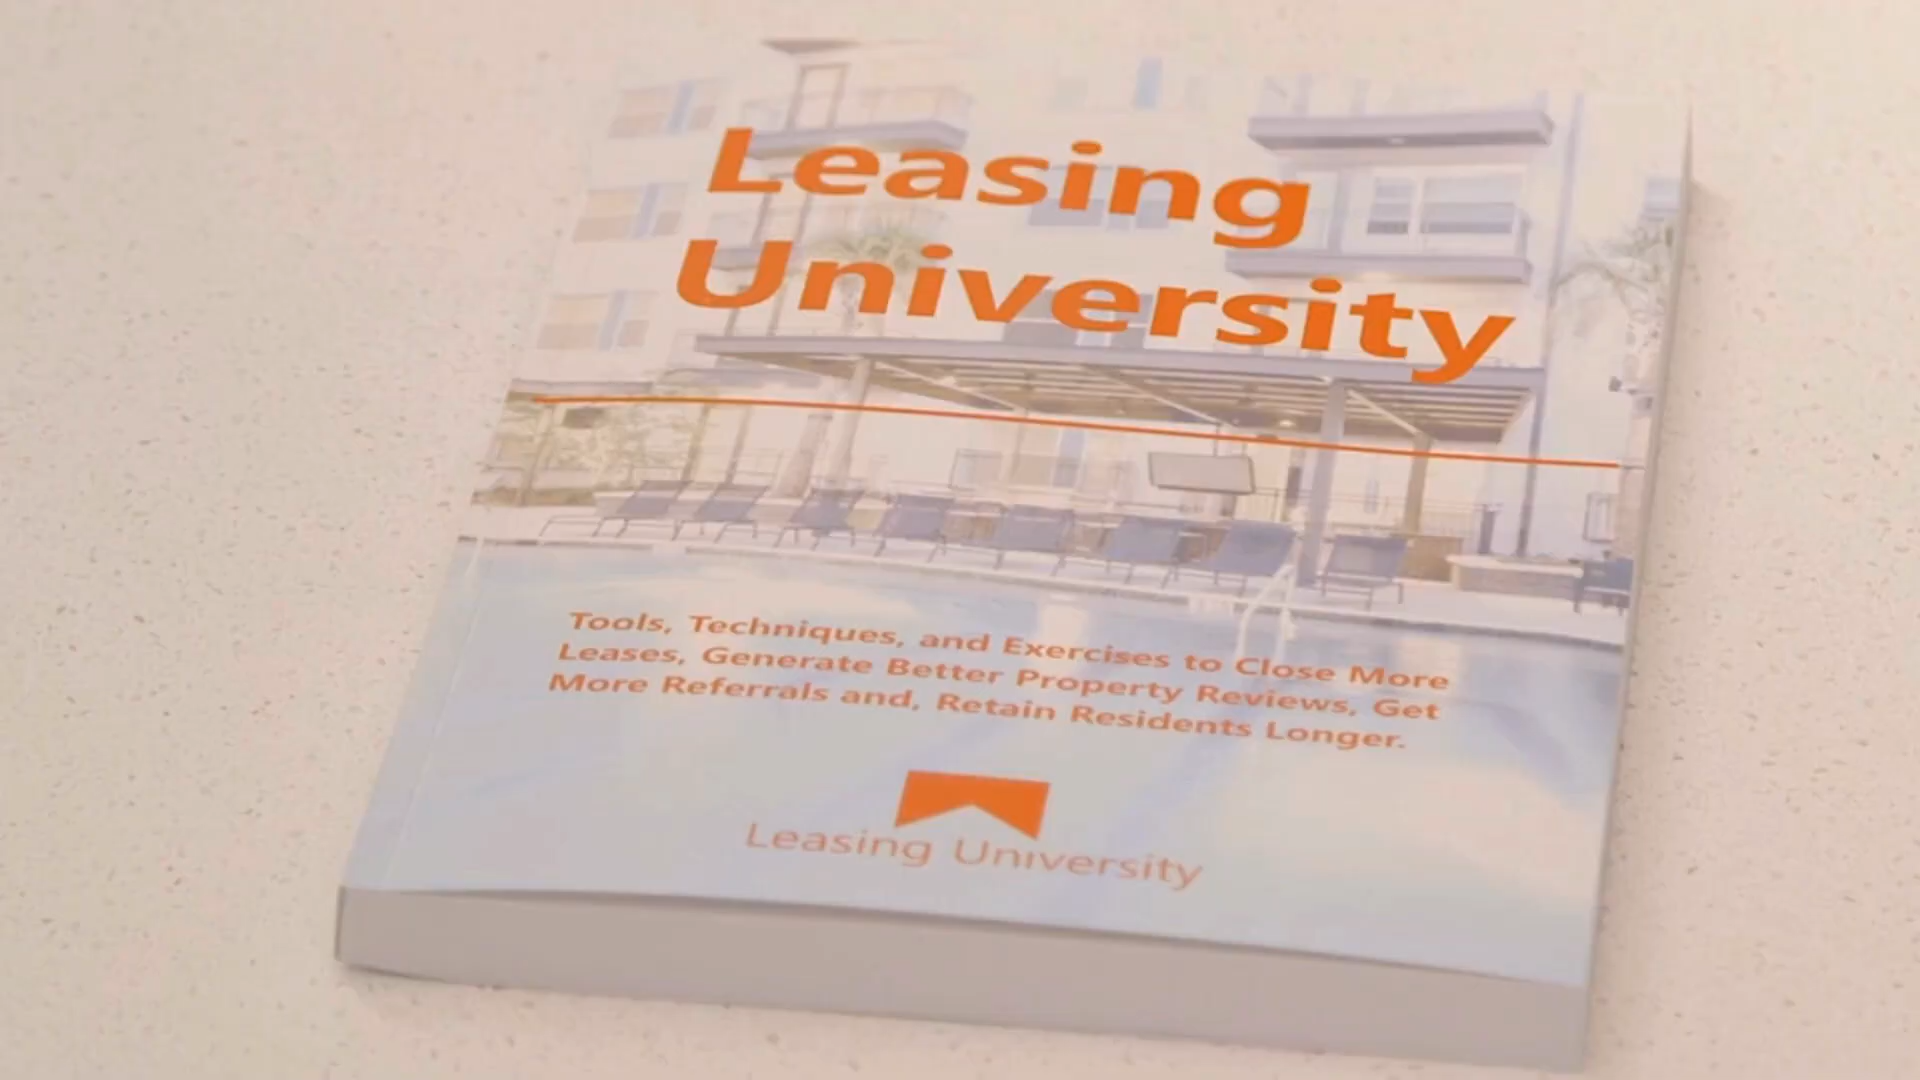 Leasing
University
Tools, Techniques, and Exercises to Close More
Leases, Generate Better Property Reviews, Get
More Referrals and, Retain Residents Longer.
Leasing University